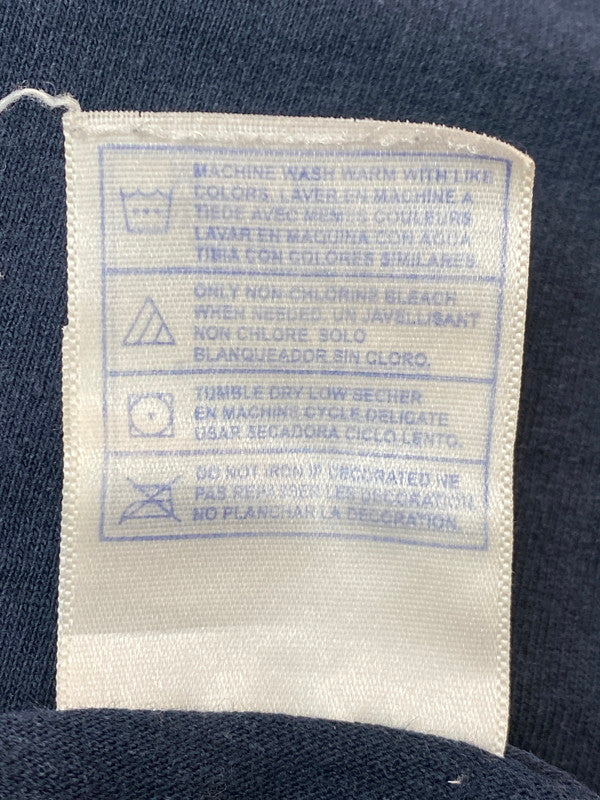 MACHINE WASH WARM WITH LIKE
COLORS. LAVER EN MACHINE A
TIEDE AVEC MEMES COULEURS
LAVAR EN MAQUINA CON AGUA
TIBIA CON COLORES SIMILARES.
ONLY NON-CHLORINE BLEACH
WHEN NEEDED. UN JAVELLISANT
NON CHLORE. SOLO
BLANQUEADOR SIN CLORO.
TUMBLE DRY LOW SECHER
EN MACHINE CYCLE DELICATE
USAR SECADORA CICLO LENTO.
DO NOT IRON IF DECORATED NE
PAS REPASSER LES DECORATION
NO PLANCHAR LA DECORATION.